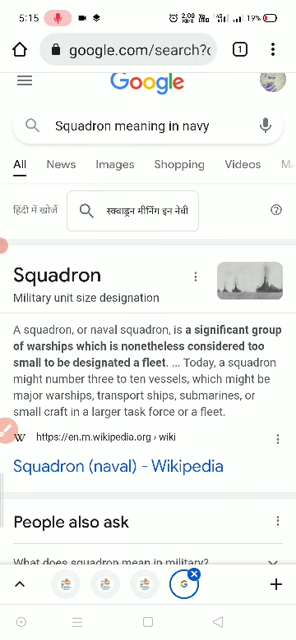 5:15
2.00 KB/S
4G
19%
google.com/search?c
1
Google
Squadron meaning in navy
All News Images Shopping Videos
हिंदी में खोजें
स्क्वाड्रन मीनिंग इन नेवी
Squadron
Military unit size designation
A squadron, or naval squadron, is a significant group
of warships which is nonetheless considered too
small to be designated a fleet. ... Today, a squadron
might number three to ten vessels, which might be
major warships, transport ships, submarines, or
small craft in a larger task force or a fleet.
W https://en.m.wikipedia.org › wiki
Squadron (naval) - Wikipedia
People also ask
What does squadron mean in military?
G